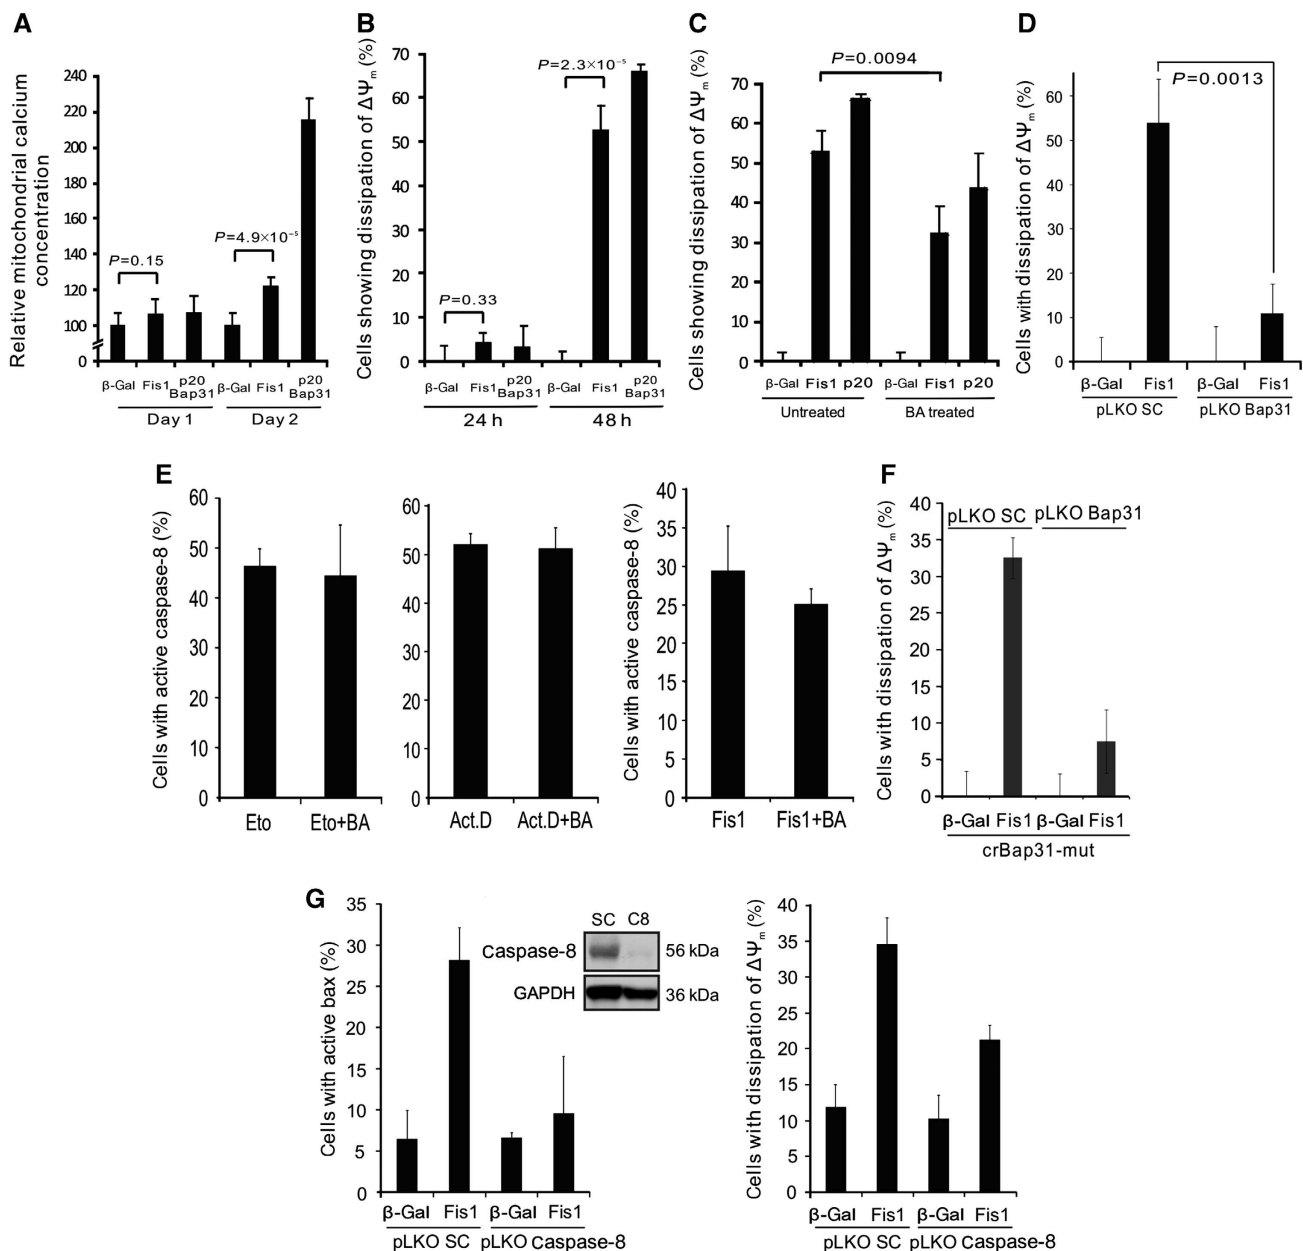 A
Relative mitochondrial calcium
concentration
240
220
200
180
160
140
120
100
0
P=0.15
P=4.9×10⁻⁵
β-Gal Fis1 p20 Bap31 β-Gal Fis1 p20 Bap31
Day 1 Day 2
B
Cells showing dissipation of ΔΨm (%)
70
60
50
40
30
20
10
0
P=0.33
P=2.3×10⁻⁵
β-Gal Fis1 p20 Bap31 β-Gal Fis1 p20 Bap31
24 h 48 h
C
Cells showing dissipation of ΔΨm (%)
70
60
50
40
30
20
10
0
P=0.0094
β-Gal Fis1 p20 β-Gal Fis1 p20
Untreated BA treated
D
Cells with dissipation of ΔΨm (%)
60
50
40
30
20
10
0
P=0.0013
β-Gal Fis1 β-Gal Fis1
pLKO SC pLKO Bap31
E
Cells with active caspase-8 (%)
60
50
40
30
20
10
0
Eto Eto+BA
60
50
40
30
20
10
0
Act.D Act.D+BA
Cells with active caspase-8 (%)
40
35
30
25
20
15
10
5
0
Fis1 Fis1+BA
F
Cells with dissipation of ΔΨm (%)
40
35
30
25
20
15
10
5
0
pLKO SC pLKO Bap31
β-Gal Fis1 β-Gal Fis1
crBap31-mut
G
Cells with active bax (%)
35
30
25
20
15
10
5
0
SC C8
Caspase-8 56 kDa
GAPDH 36 kDa
β-Gal Fis1 β-Gal Fis1
pLKO SC pLKO Caspase-8
Cells with dissipation of ΔΨm (%)
40
35
30
25
20
15
10
5
0
β-Gal Fis1 β-Gal Fis1
pLKO SC pLKO Caspase-8